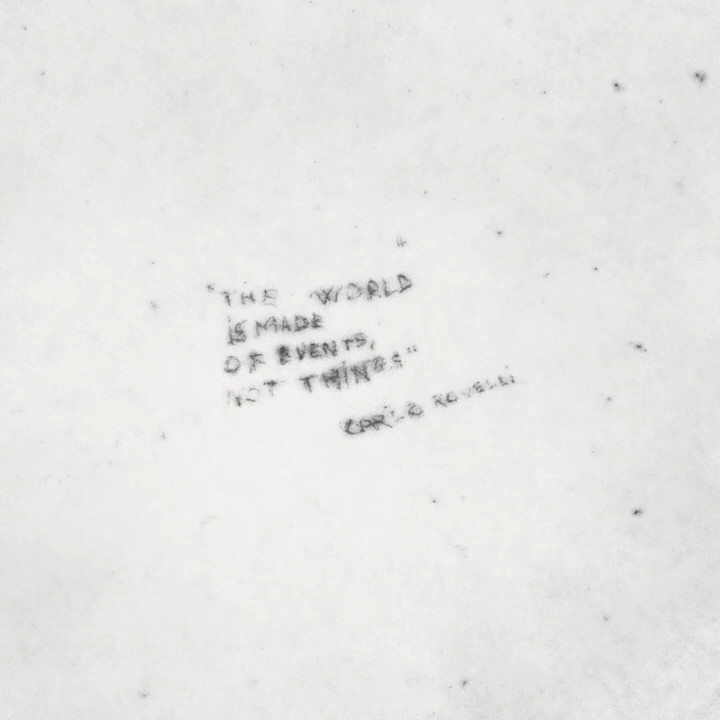 "THE WORLD
IS MADE
OF EVENTS,
NOT THINGS"
CARLO ROVELLI